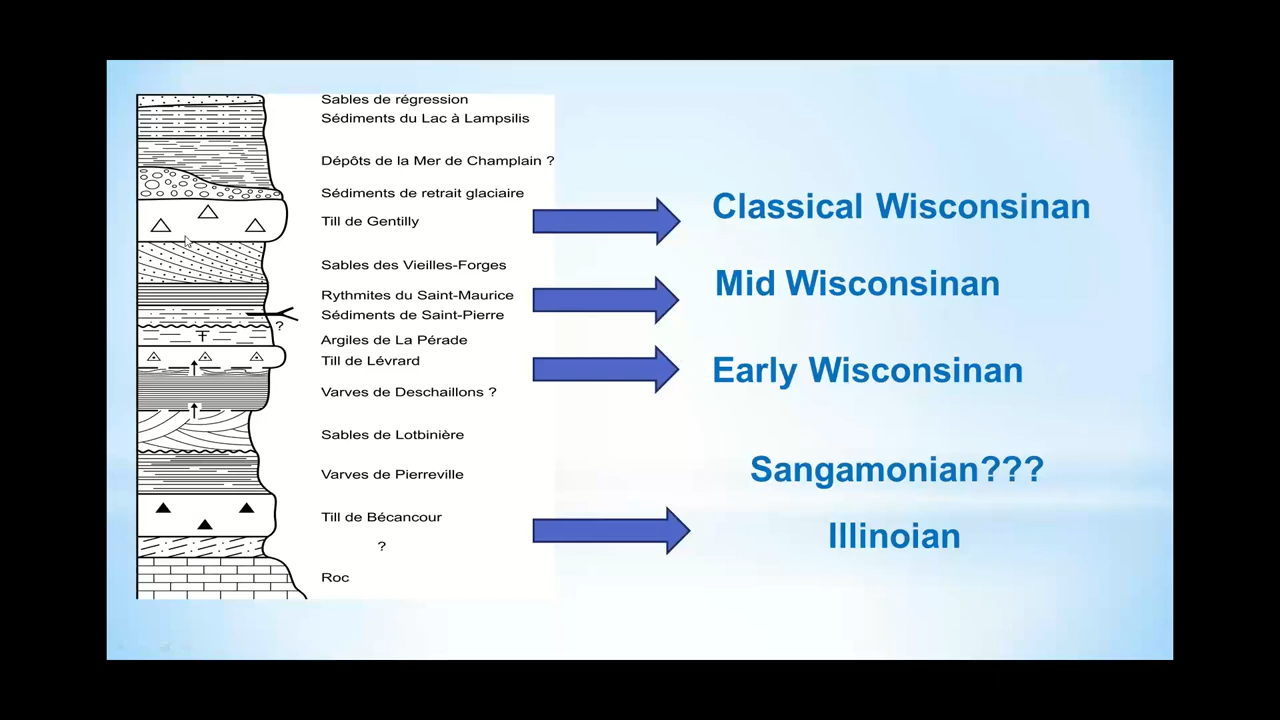 Sables de régression
Sédiments du Lac à Lampsilis
Dépôts de la Mer de Champlain ?
Sédiments de retrait glaciaire
Till de Gentilly
Sables des Vieilles-Forges
Rythmites du Saint-Maurice
Sédiments de Saint-Pierre
?
Argiles de La Pérade
Till de Lévrard
Varves de Deschaillons ?
Sables de Lotbinière
Varves de Pierreville
Till de Bécancour
?
Roc
Classical Wisconsinan
Mid Wisconsinan
Early Wisconsinan
Sangamonian???
Illinoian